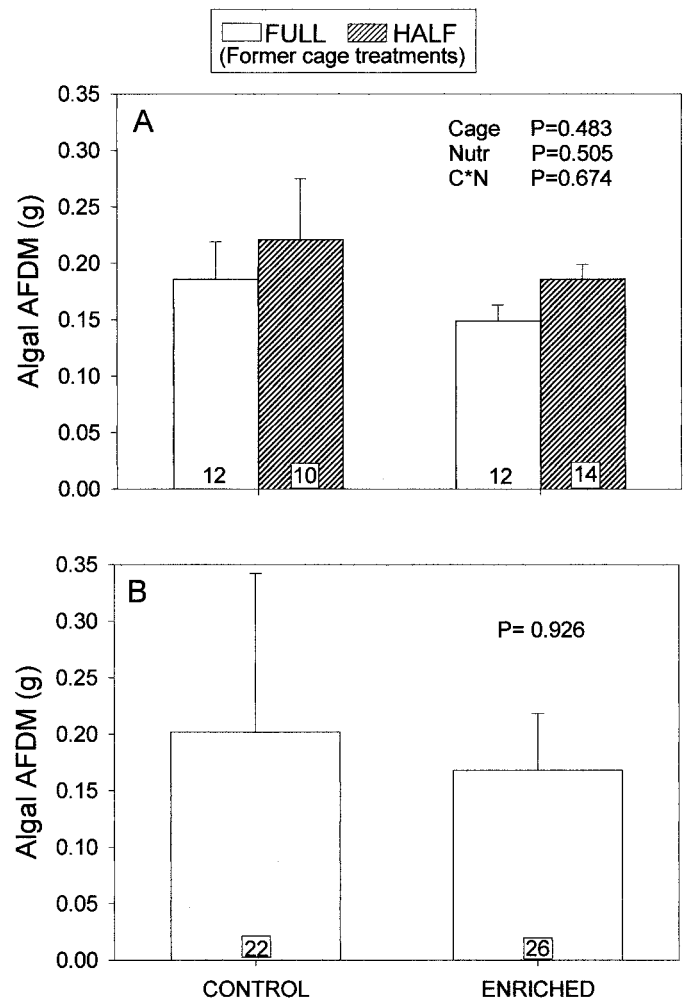 FULL HALF
(Former cage treatments)
A
Cage P=0.483
Nutr P=0.505
C*N P=0.674
Algal AFDM (g)
0.35
0.30
0.25
0.20
0.15
0.10
0.05
0.00
12 10 12 14
B
P= 0.926
Algal AFDM (g)
0.35
0.30
0.25
0.20
0.15
0.10
0.05
0.00
22 26
CONTROL ENRICHED